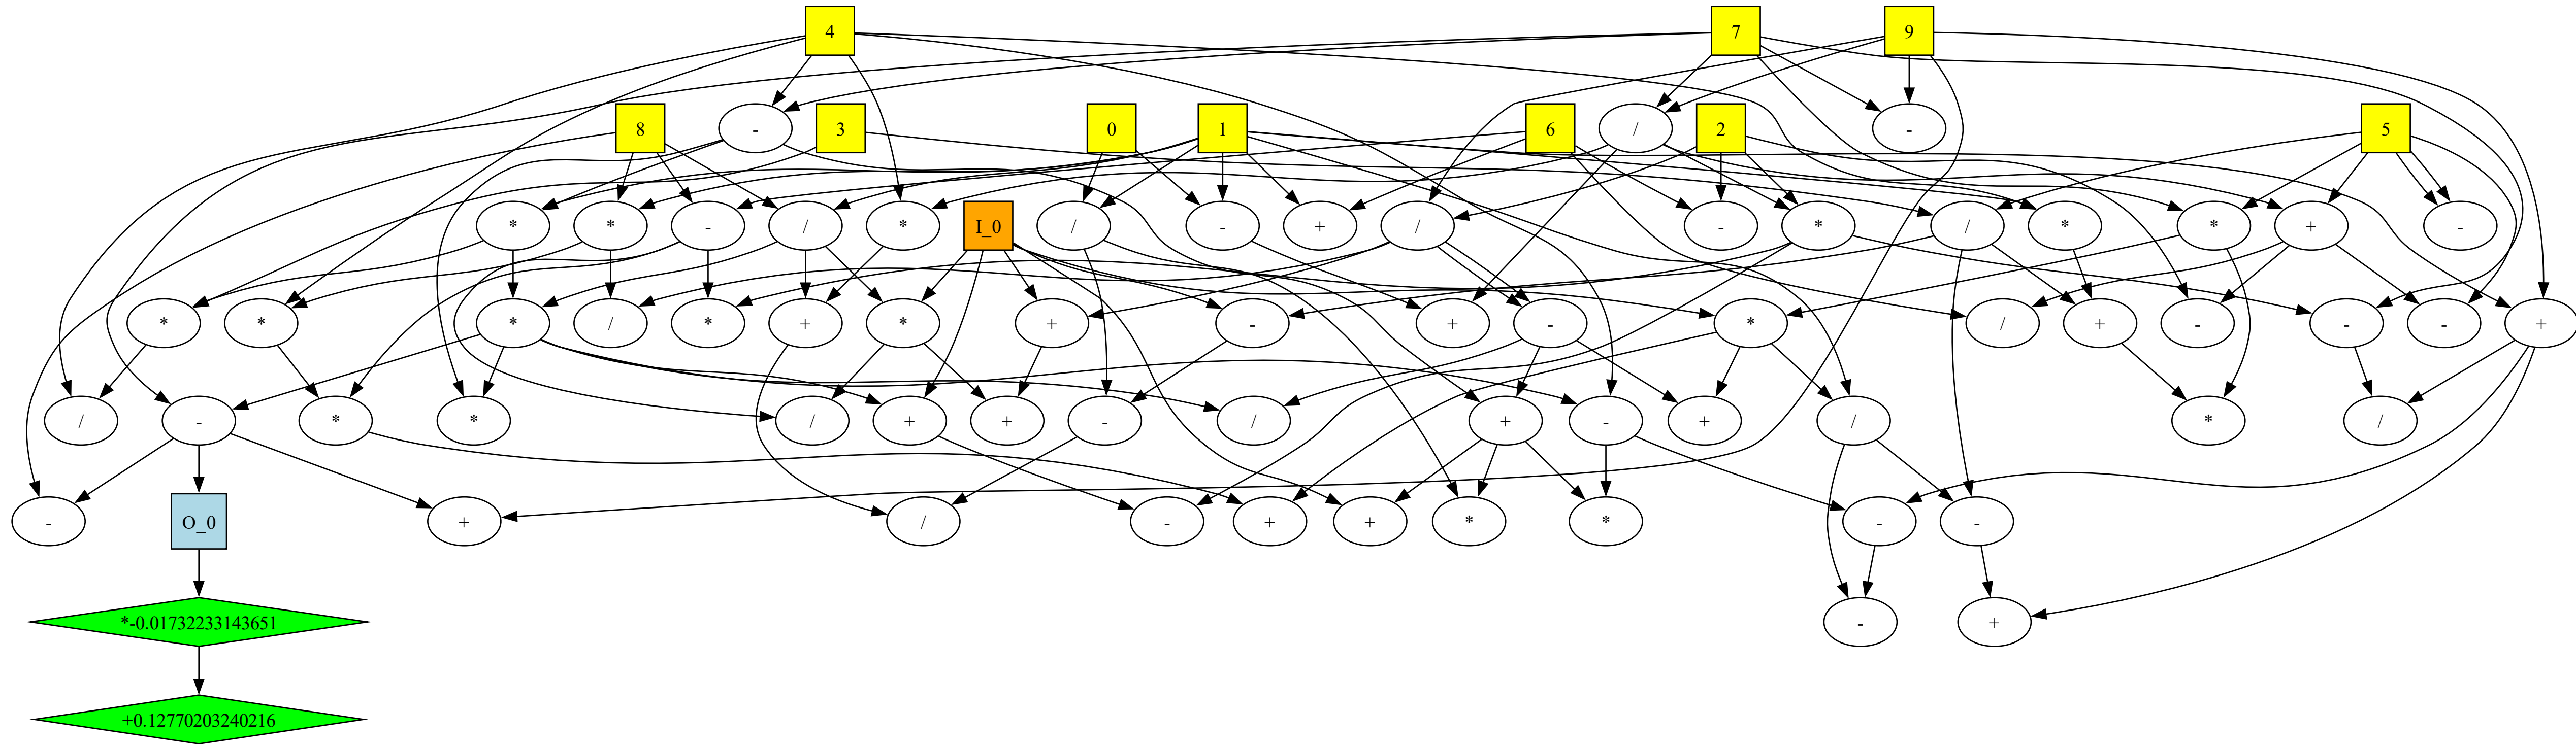 4 7 9
8 - 3 0 1 6 / 2 - 5
* * - / * I_0 / - + / - * / * * + -
* * / * + * + - + - * / + - - - +
/ - * * / + + - / + - + / * /
- O_0 + / - + + * * - -
*-0.01732233143651 - +
+0.12770203240216